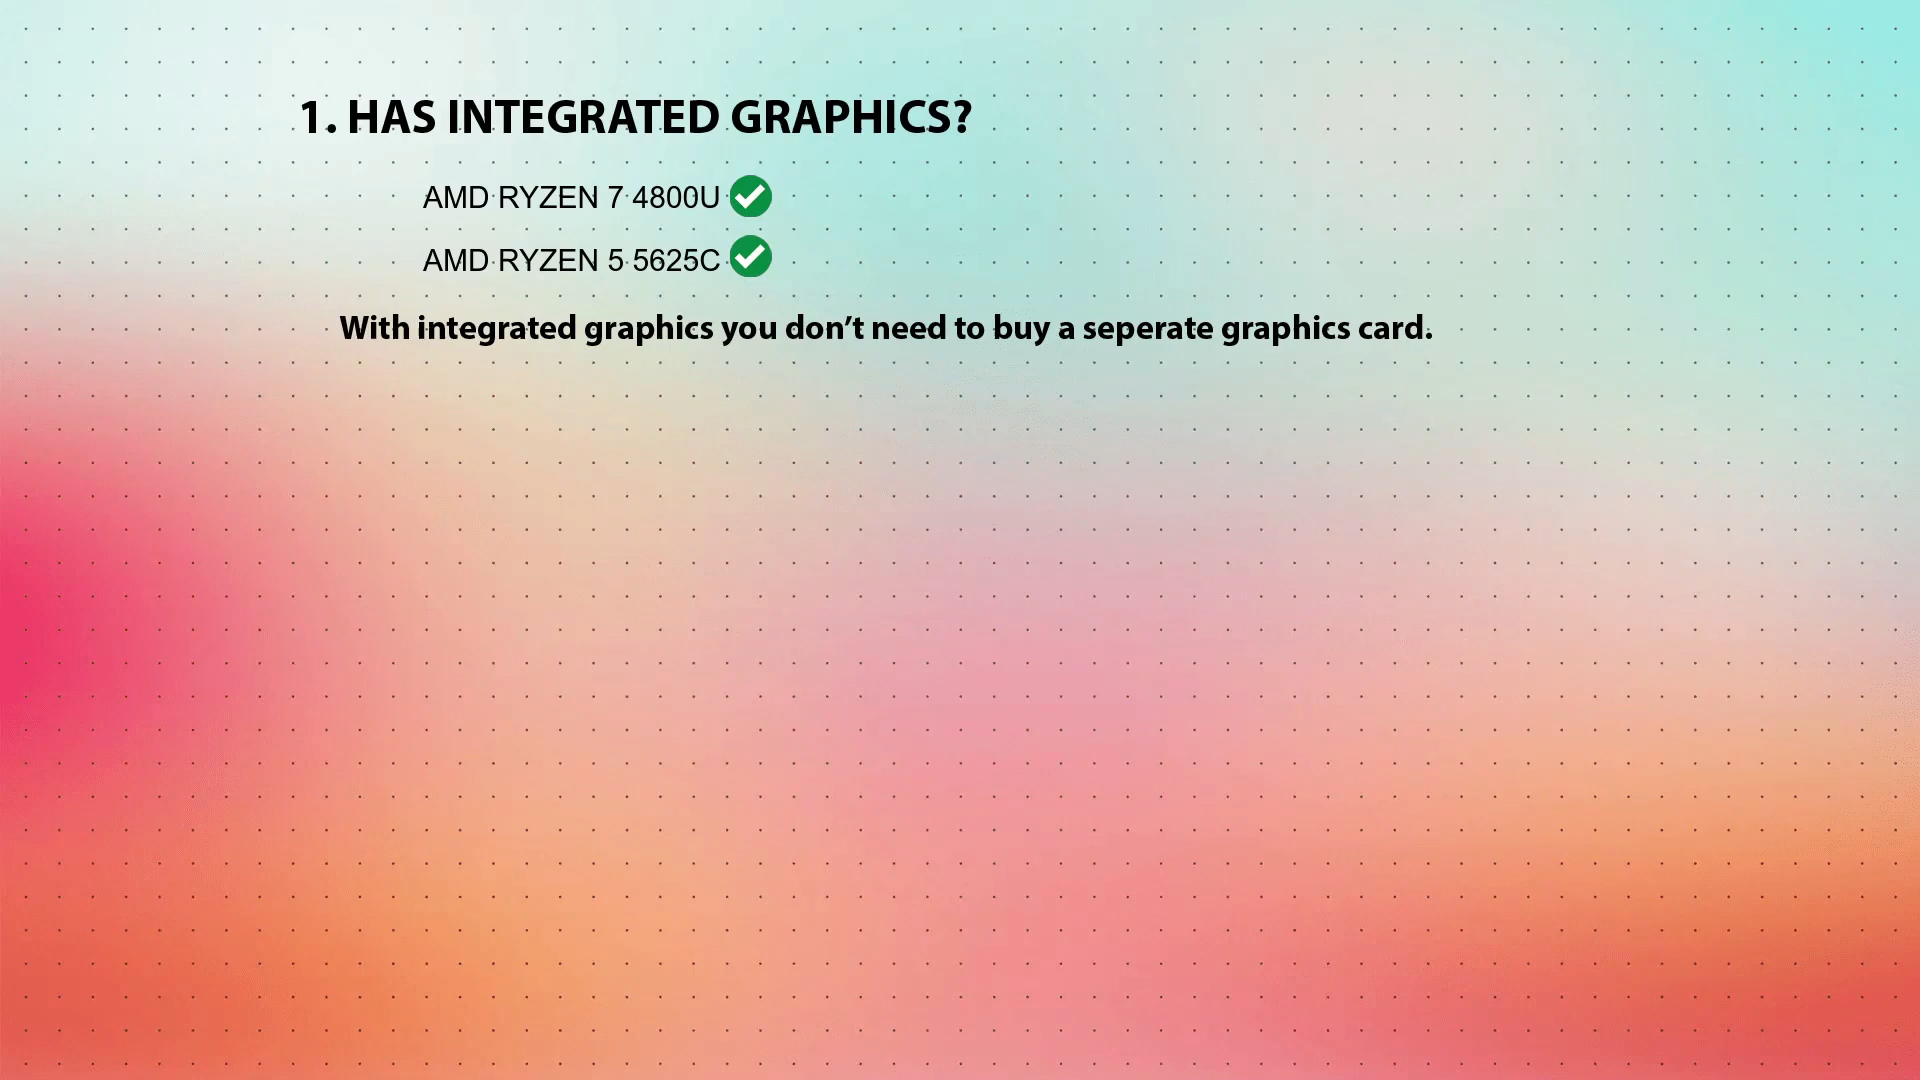 1. HAS INTEGRATED GRAPHICS?
AMD RYZEN 7 4800U
AMD RYZEN 5 5625C
With integrated graphics you don’t need to buy a seperate graphics card.